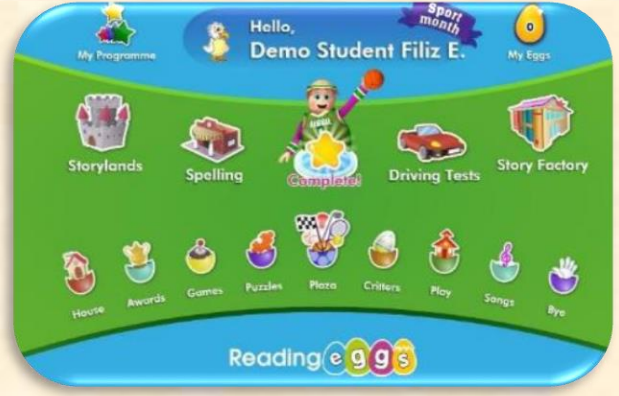 Sport
month
Hello,
Demo Student Filiz E.
My Programme
0
My Eggs
Storylands
Spelling
Complete!
Driving Tests
Story Factory
House
Awards
Games
Puzzles
Plaza
Critters
Play
Songs
Bye
Reading eggs